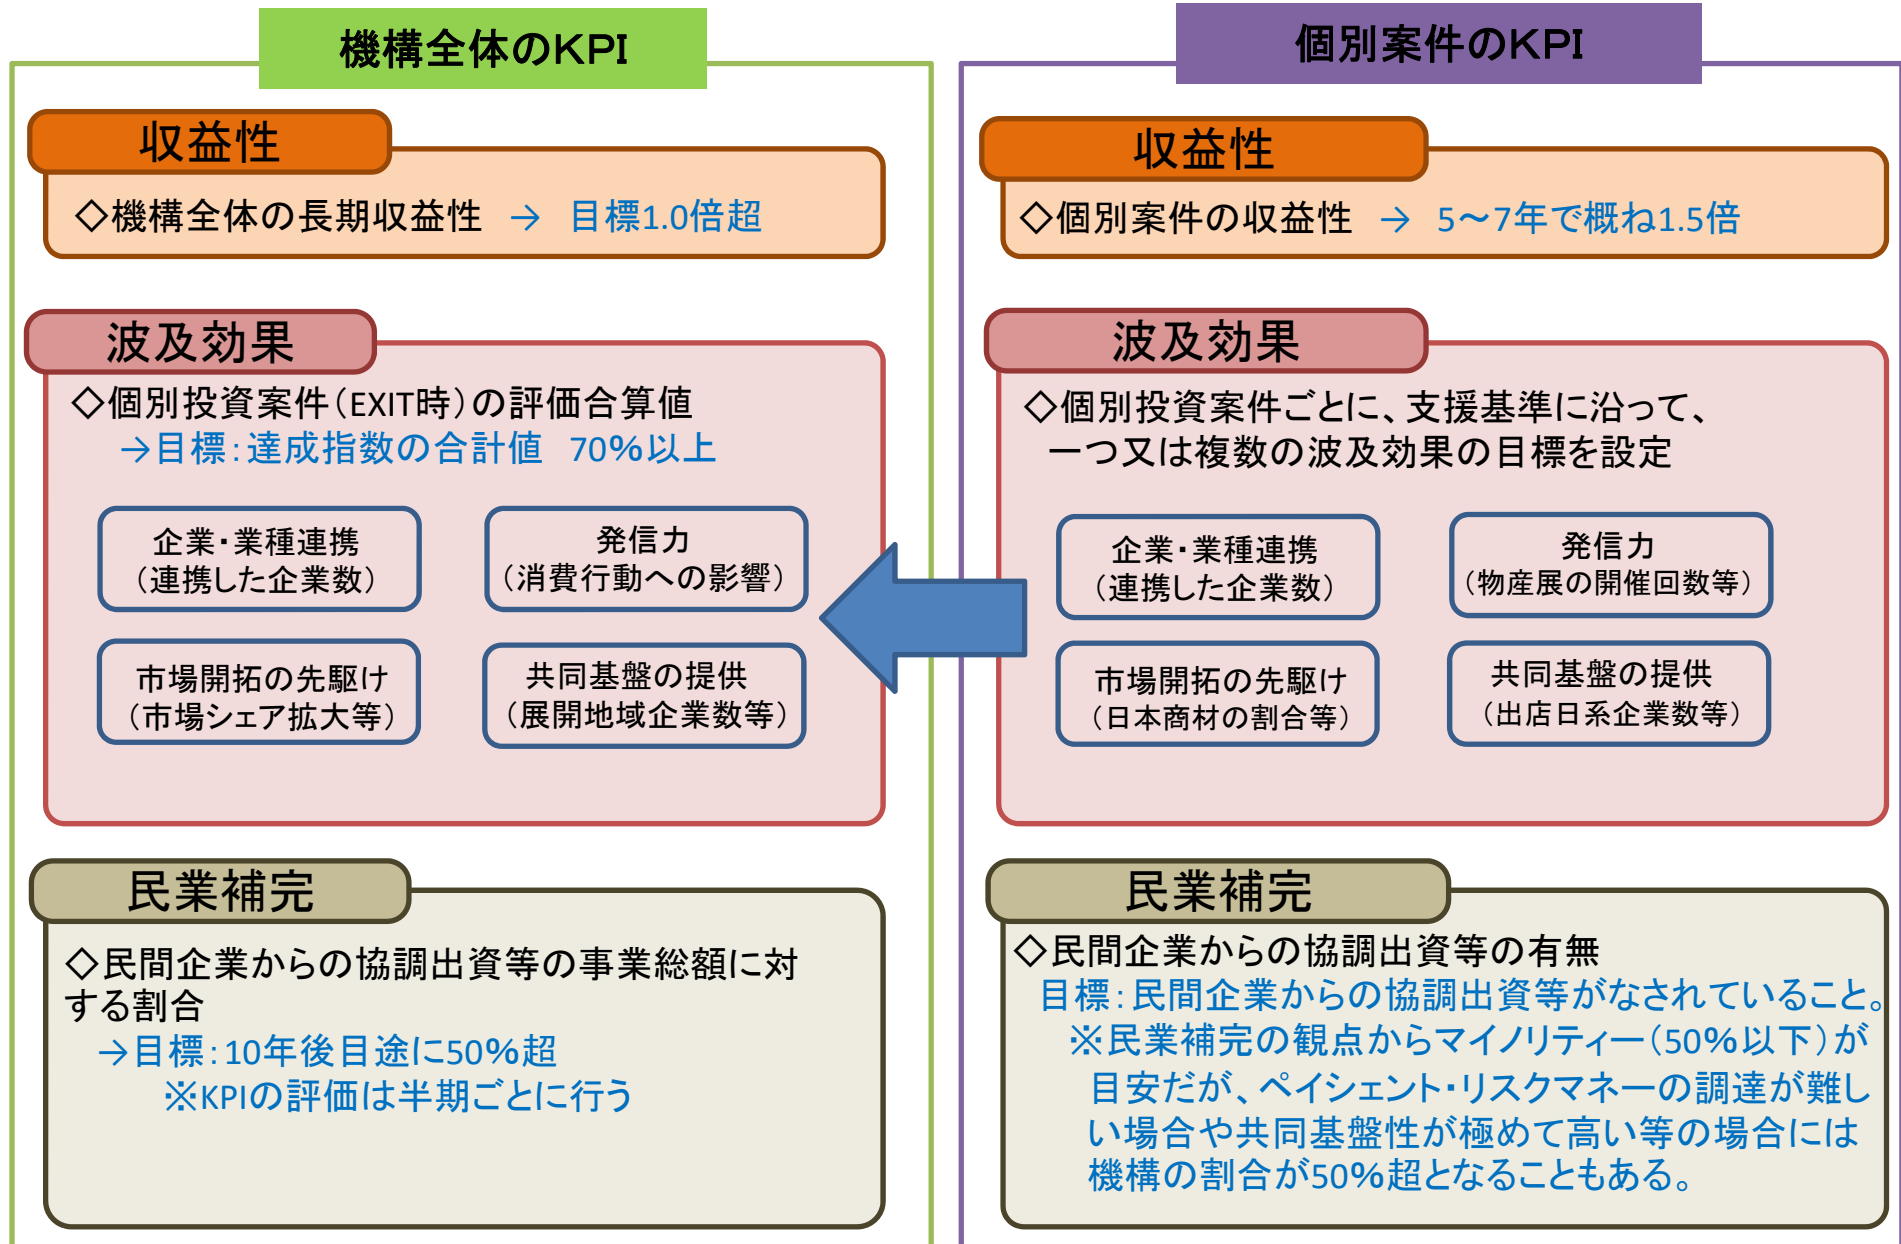 機構全体のKPI
収益性
◇機構全体の長期収益性　→　目標1.0倍超
波及効果
◇個別投資案件（EXIT時）の評価合算値
→目標：達成指数の合計値　70％以上
企業・業種連携
（連携した企業数）
発信力
（消費行動への影響）
市場開拓の先駆け
（市場シェア拡大等）
共同基盤の提供
（展開地域企業数等）
民業補完
◇民間企業からの協調出資等の事業総額に対
する割合
→目標：10年後目途に50％超
※KPIの評価は半期ごとに行う
個別案件のKPI
収益性
◇個別案件の収益性　→　5～7年で概ね1.5倍
波及効果
◇個別投資案件ごとに、支援基準に沿って、
一つ又は複数の波及効果の目標を設定
企業・業種連携
（連携した企業数）
発信力
（物産展の開催回数等）
市場開拓の先駆け
（日本商材の割合等）
共同基盤の提供
（出店日系企業数等）
民業補完
◇民間企業からの協調出資等の有無
目標：民間企業からの協調出資等がなされていること。
※民業補完の観点からマイノリティー（50％以下）が
目安だが、ペイシェント・リスクマネーの調達が難し
い場合や共同基盤性が極めて高い等の場合には
機構の割合が50％超となることもある。